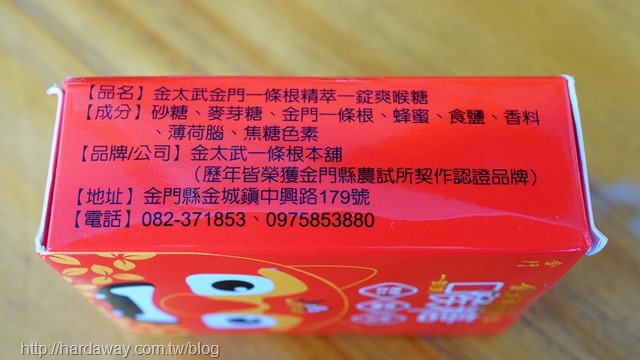 【品名】金太武金門一條根精萃一錠爽喉糖
【成分】砂糖、麥芽糖、金門一條根、蜂蜜、食鹽、香料
、薄荷腦、焦糖色素
【品牌/公司】金太武一條根本舖
（歷年皆榮獲金門縣農試所契作認證品牌）
【地址】金門縣金城鎮中興路179號
【電話】082-371853、0975853880
金門
http://hardaway.com.tw/blog